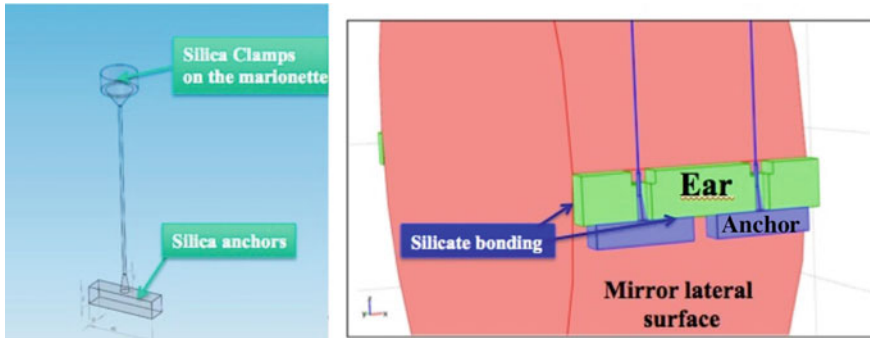 Silica Clamps
on the marionette
Silica anchors
Ear
Anchor
Silicate bonding
Mirror lateral
surface